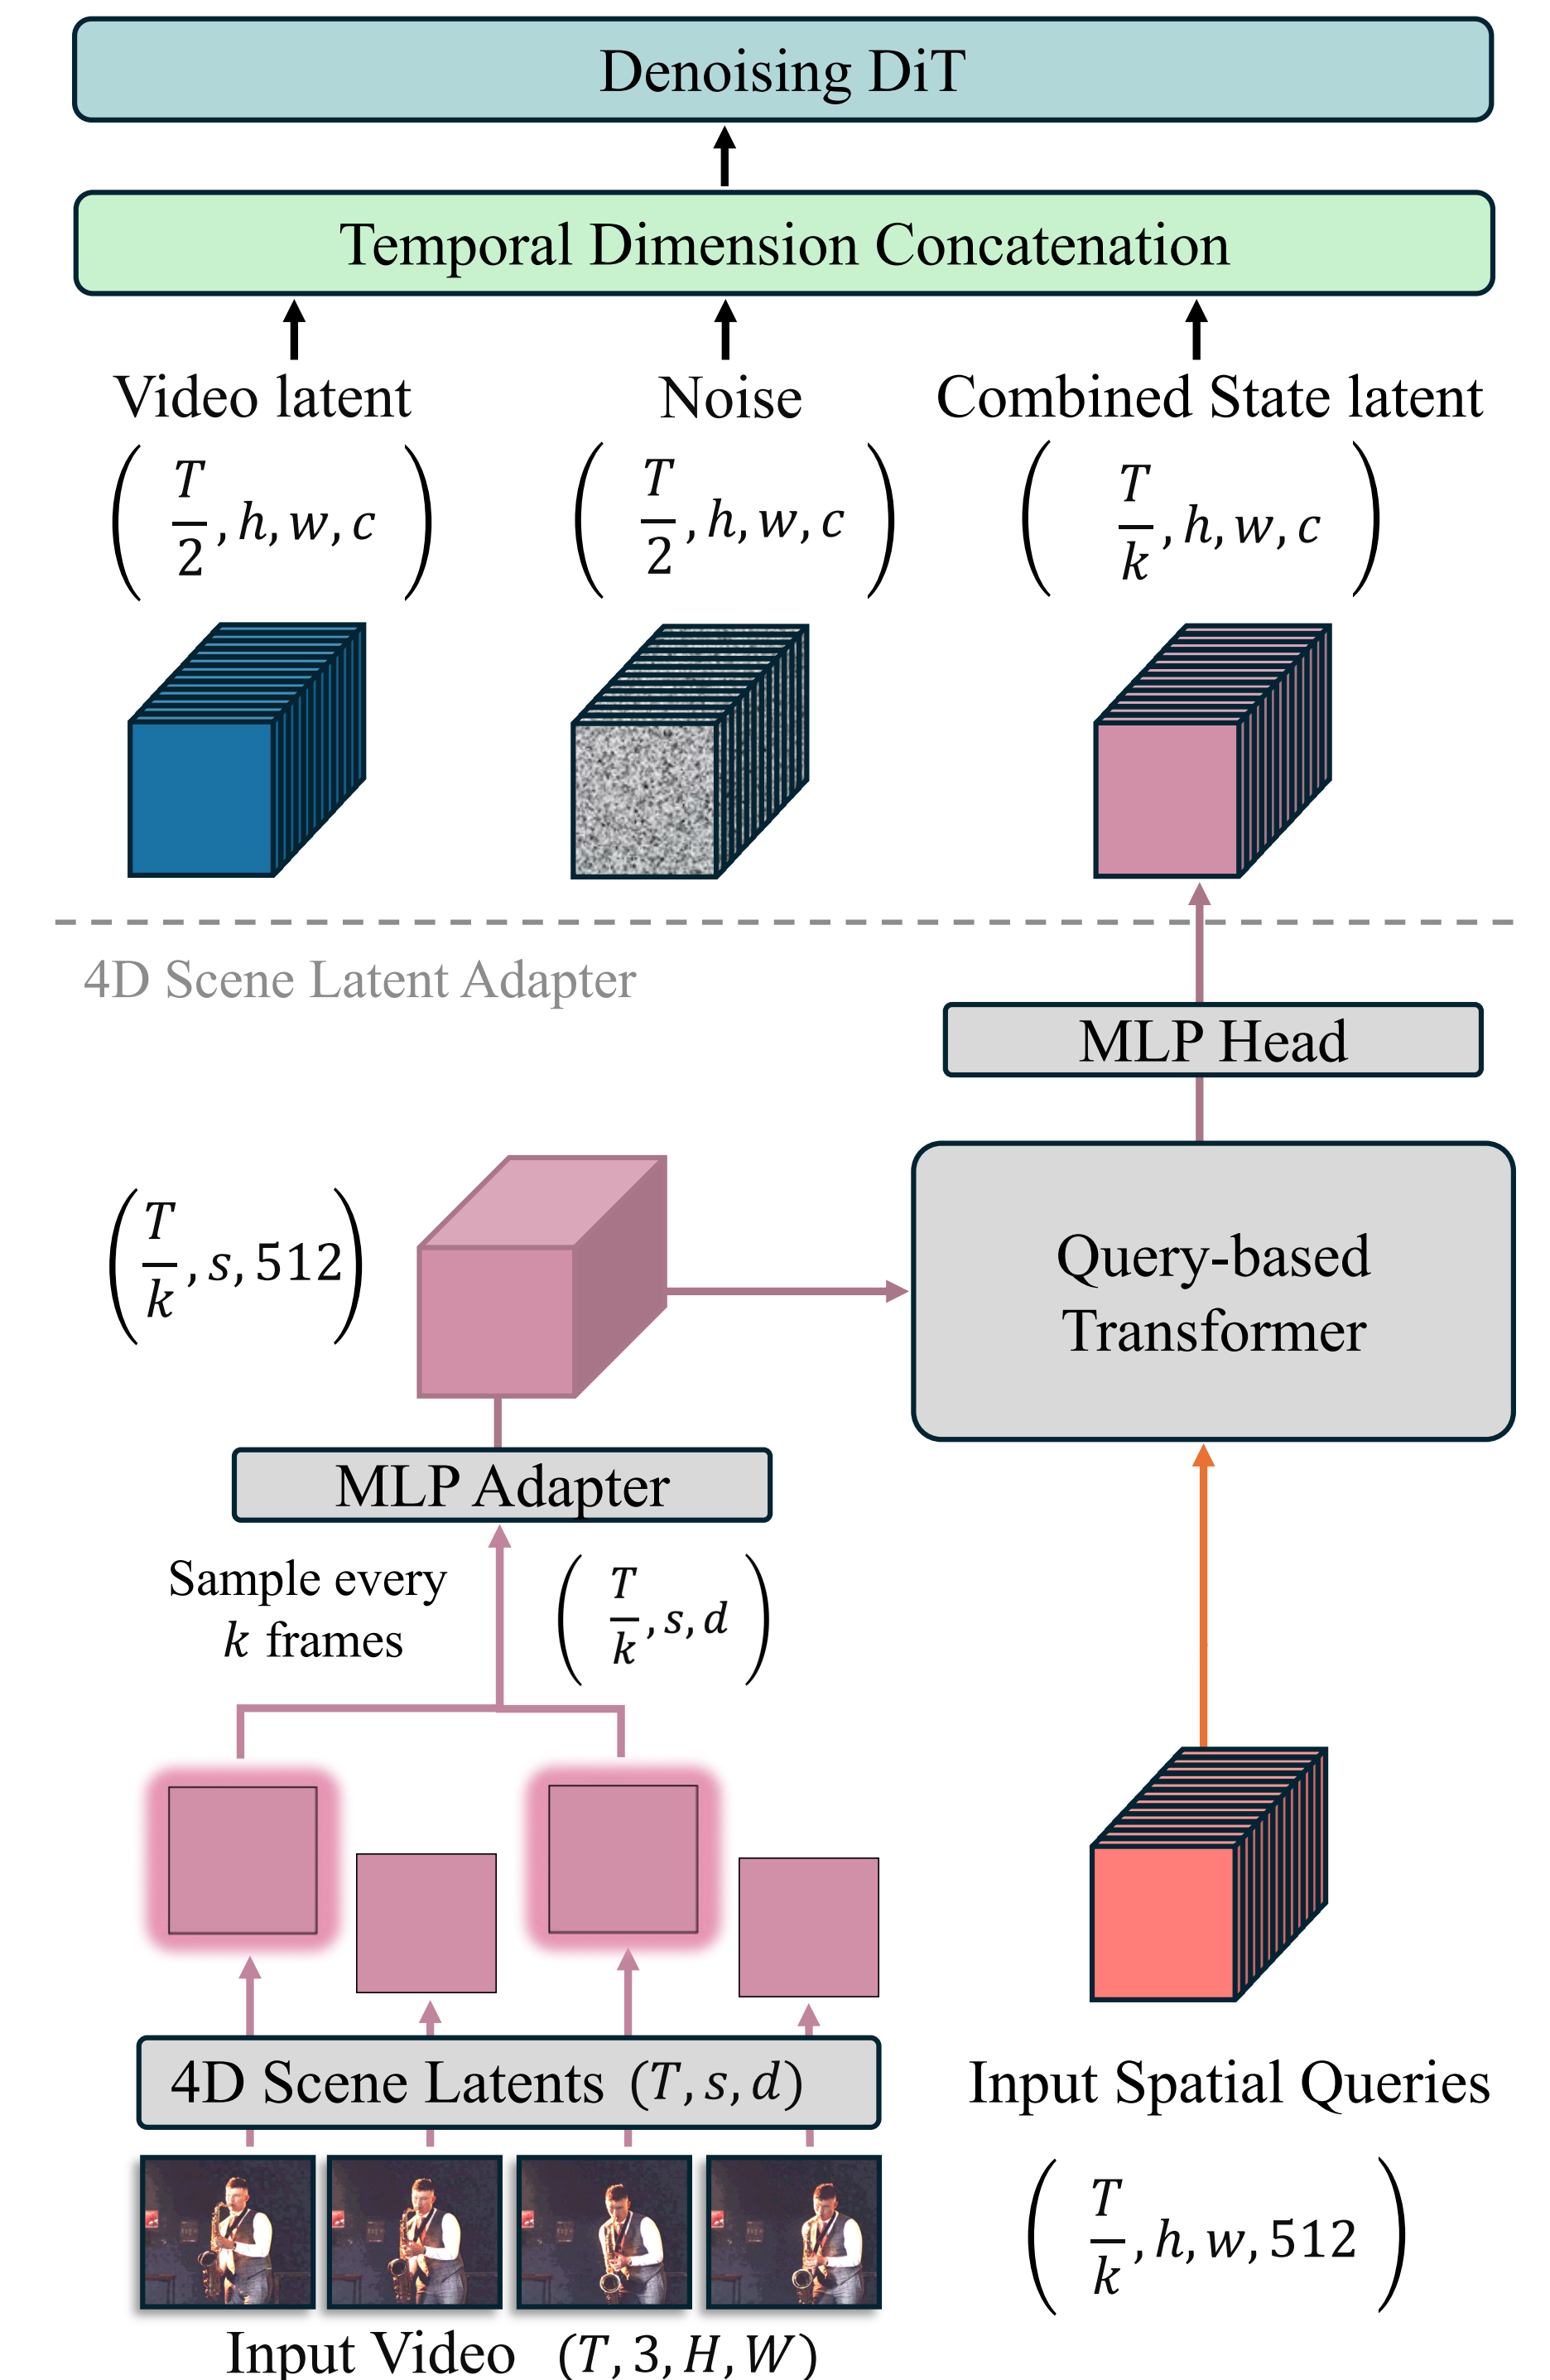 Denoising DiT
Temporal Dimension Concatenation
Video latent
Noise
Combined State latent
(T/2, h, w, c)
(T/2, h, w, c)
(T/k, h, w, c)
4D Scene Latent Adapter
MLP Head
(T/k, s, 512)
Query-based
Transformer
MLP Adapter
Sample every
k frames
(T/k, s, d)
4D Scene Latents (T, s, d)
Input Spatial Queries
(T/k, h, w, 512)
Input Video (T, 3, H, W)